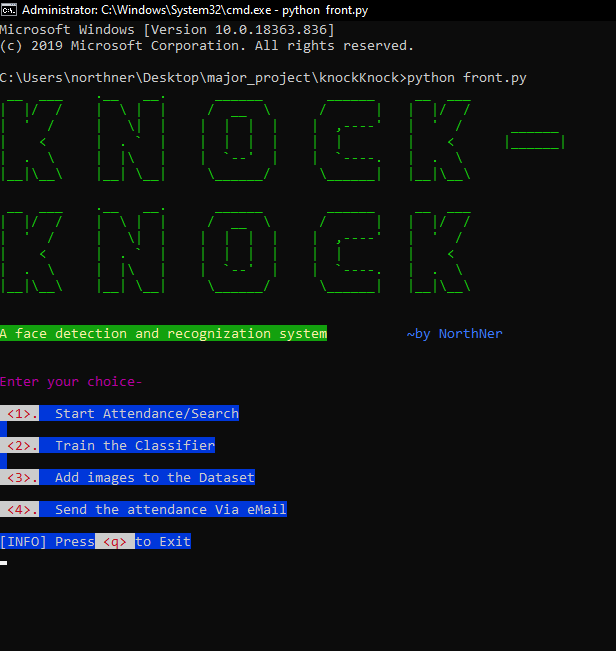 Administrator: C:\Windows\System32\cmd.exe - python front.py
Microsoft Windows [Version 10.0.18363.836]
(c) 2019 Microsoft Corporation. All rights reserved.
C:\Users\northner\Desktop\major_project\knockKnock>python front.py
KNOCK-
KNOCK
A face detection and recognization system ~by NorthNer
Enter your choice-
<1>. Start Attendance/Search
<2>. Train the Classifier
<3>. Add images to the Dataset
<4>. Send the attendance Via eMail
[INFO] Press <q> to Exit